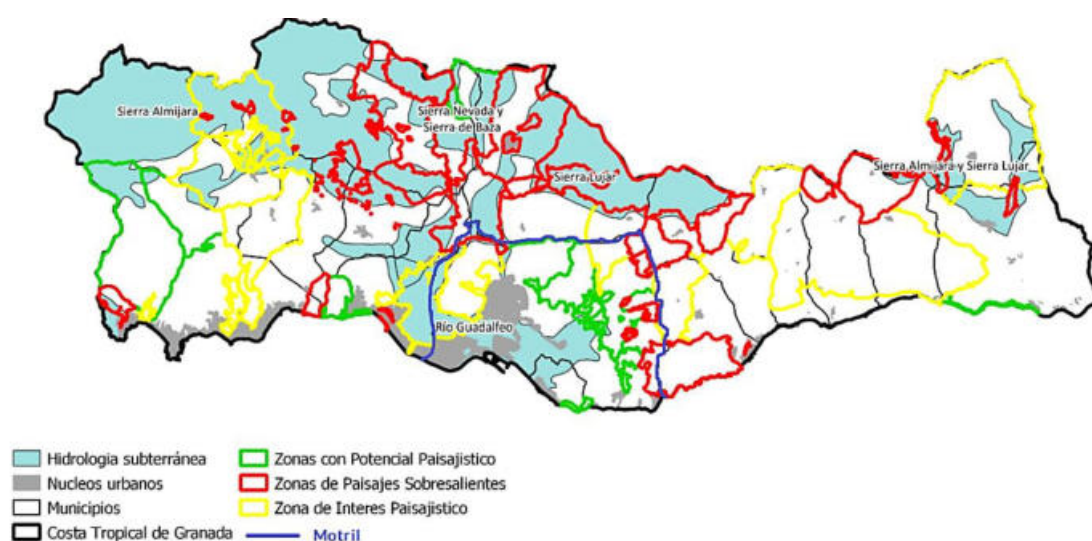 Sierra Almijara
Sierra Nevada y
Sierra de Baza
Sierra Lujar
Sierra Almijara y Sierra Lujar
Río Guadalfeo
Hidrologia subterránea
Nucleos urbanos
Municipios
Costa Tropical de Granada
Zonas con Potencial Paisajistico
Zonas de Paisajes Sobresalientes
Zona de Interes Paisajistico
Motril